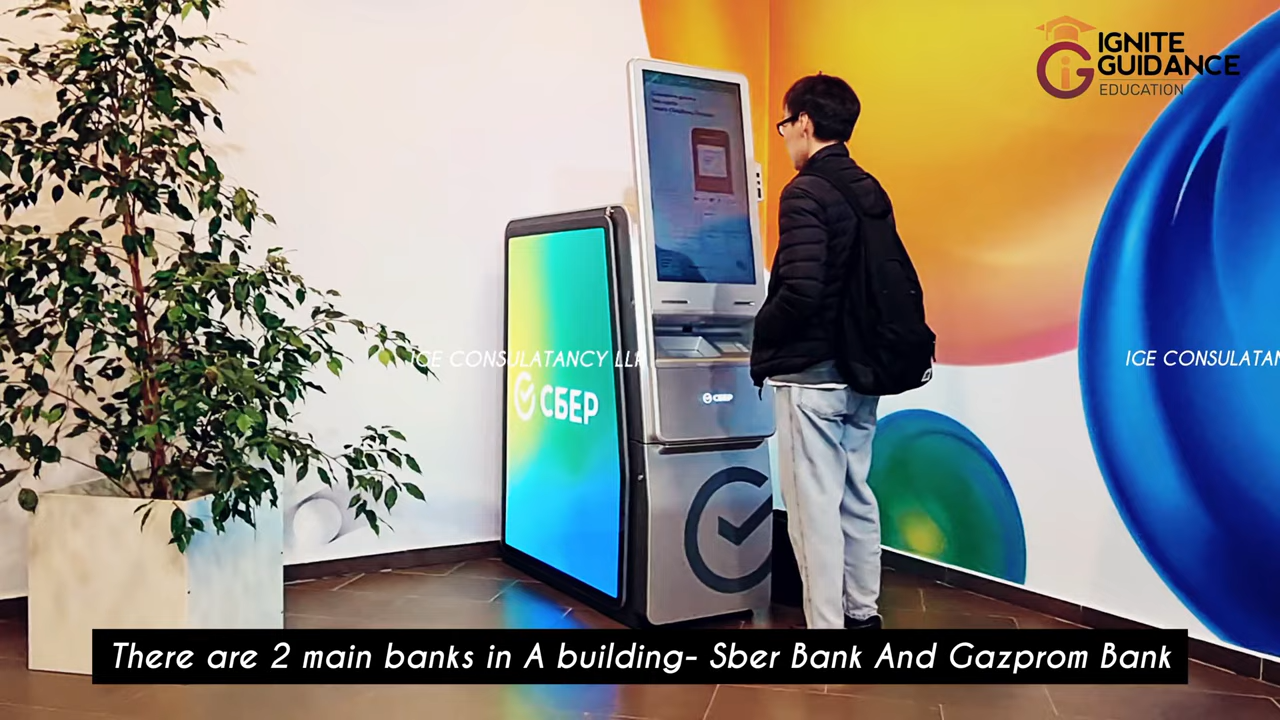 IGNITE
GUIDANCE
EDUCATION
IGE CONSULATANCY LLP
IGE CONSULATAN
СБЕР
СБЕР
There are 2 main banks in A building- Sber Bank And Gazprom Bank